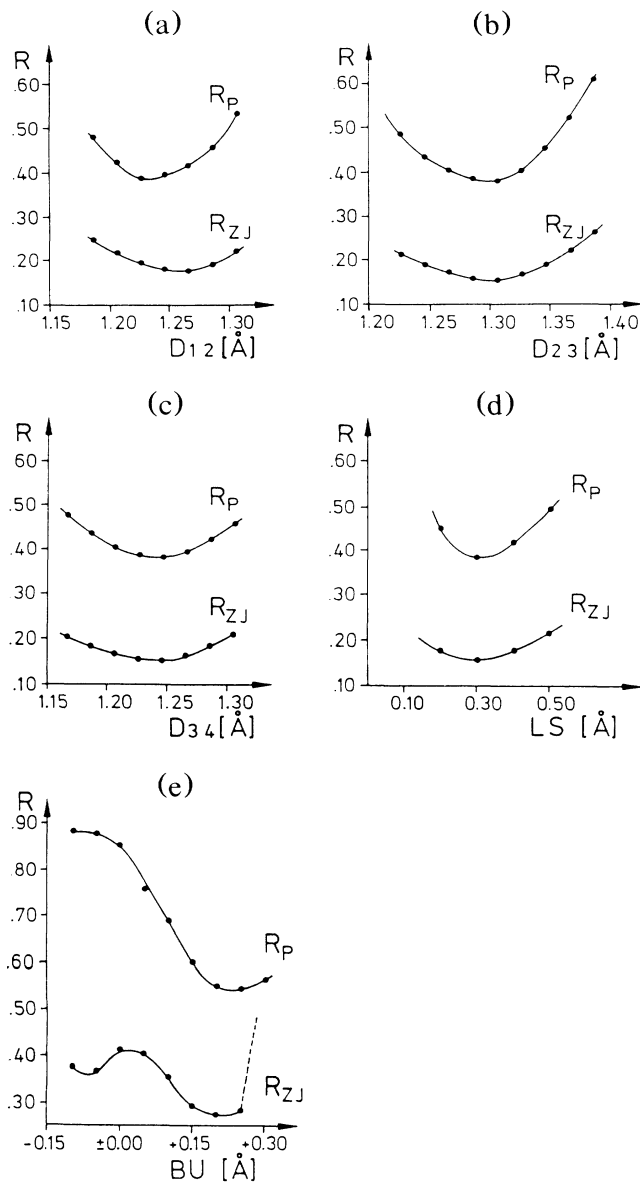 (a)
R
.60
.50
.40
.30
.20
.10
RP
RZJ
1.15 1.20 1.25 1.30
D12 [Å]
(b)
R
.60
.50
.40
.30
.20
.10
RP
RZJ
1.20 1.25 1.30 1.35 1.40
D23 [Å]
(c)
R
.60
.50
.40
.30
.20
.10
RP
RZJ
1.15 1.20 1.25 1.30
D34 [Å]
(d)
R
.60
.50
.40
.30
.20
.10
RP
RZJ
0.10 0.30 0.50
LS [Å]
(e)
R
.90
.80
.70
.60
.50
.40
.30
RP
RZJ
-0.15 ±0.00 +0.15 +0.30
BU [Å]